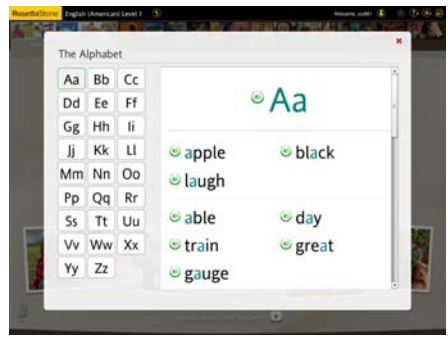 RosettaStone English (American) Level 1
The Alphabet
Aa Bb Cc
Dd Ee Ff
Gg Hh Ii
Jj Kk Ll
Mm Nn Oo
Pp Qq Rr
Ss Tt Uu
Vv Ww Xx
Yy Zz
Aa
apple black
laugh
able day
train great
gauge